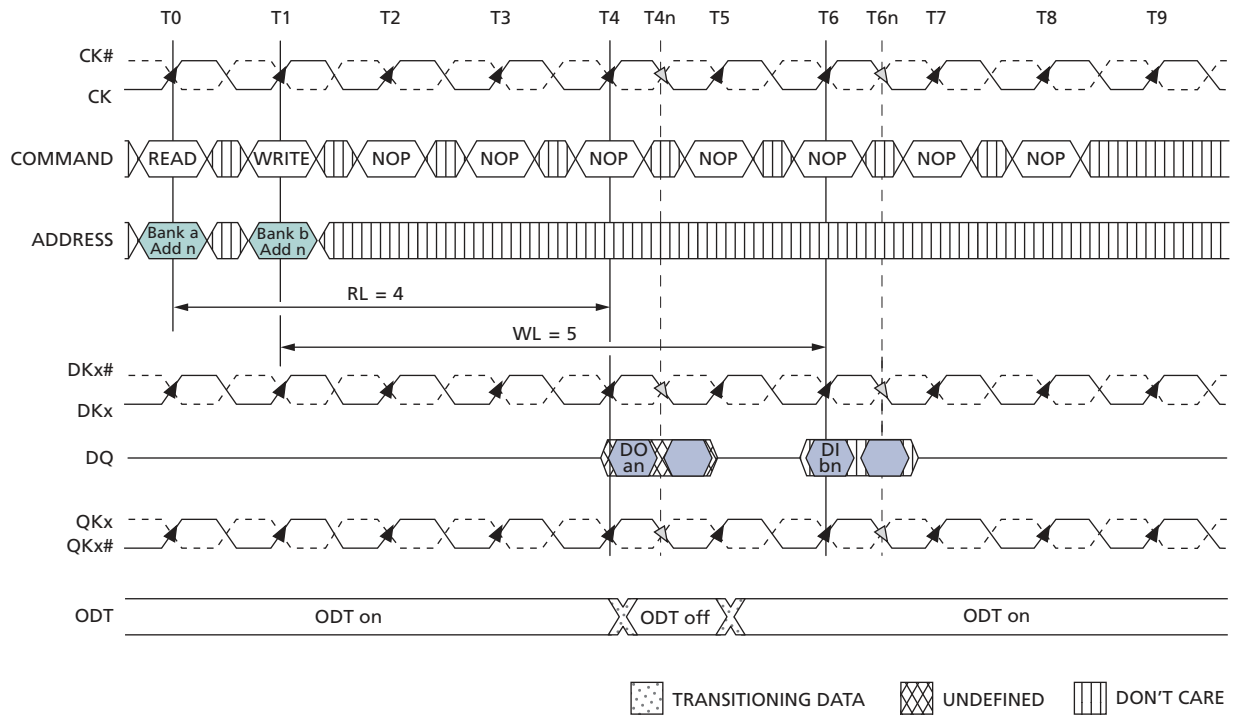 T0 T1 T2 T3 T4 T4n T5 T6 T6n T7 T8 T9
CK#
CK
COMMAND READ WRITE NOP NOP NOP NOP NOP NOP NOP
ADDRESS Bank a Add n Bank b Add n
RL = 4
WL = 5
DKx#
DKx
DQ DO an DI bn
QKx
QKx#
ODT ODT on ODT off ODT on
TRANSITIONING DATA UNDEFINED DON'T CARE